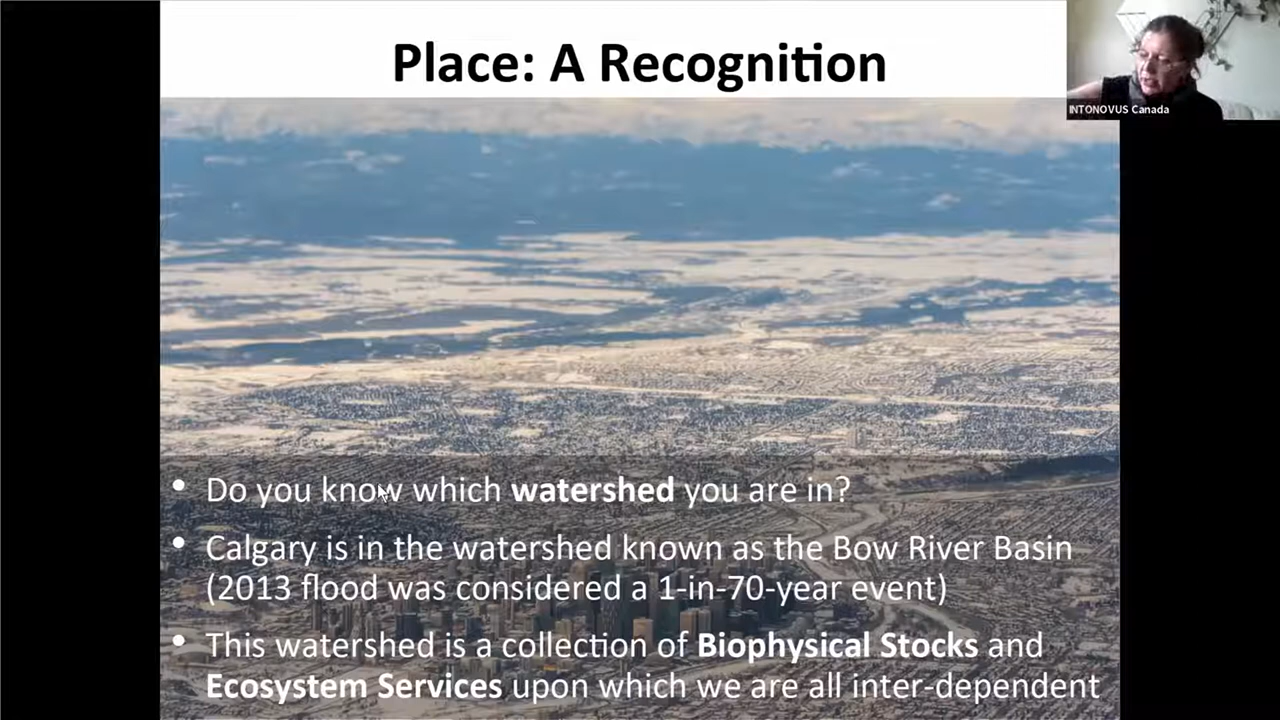 Place: A Recognition
INTONOVUS Canada
• Do you know which watershed you are in?
• Calgary is in the watershed known as the Bow River Basin
(2013 flood was considered a 1-in-70-year event)
• This watershed is a collection of Biophysical Stocks and
Ecosystem Services upon which we are all inter-dependent